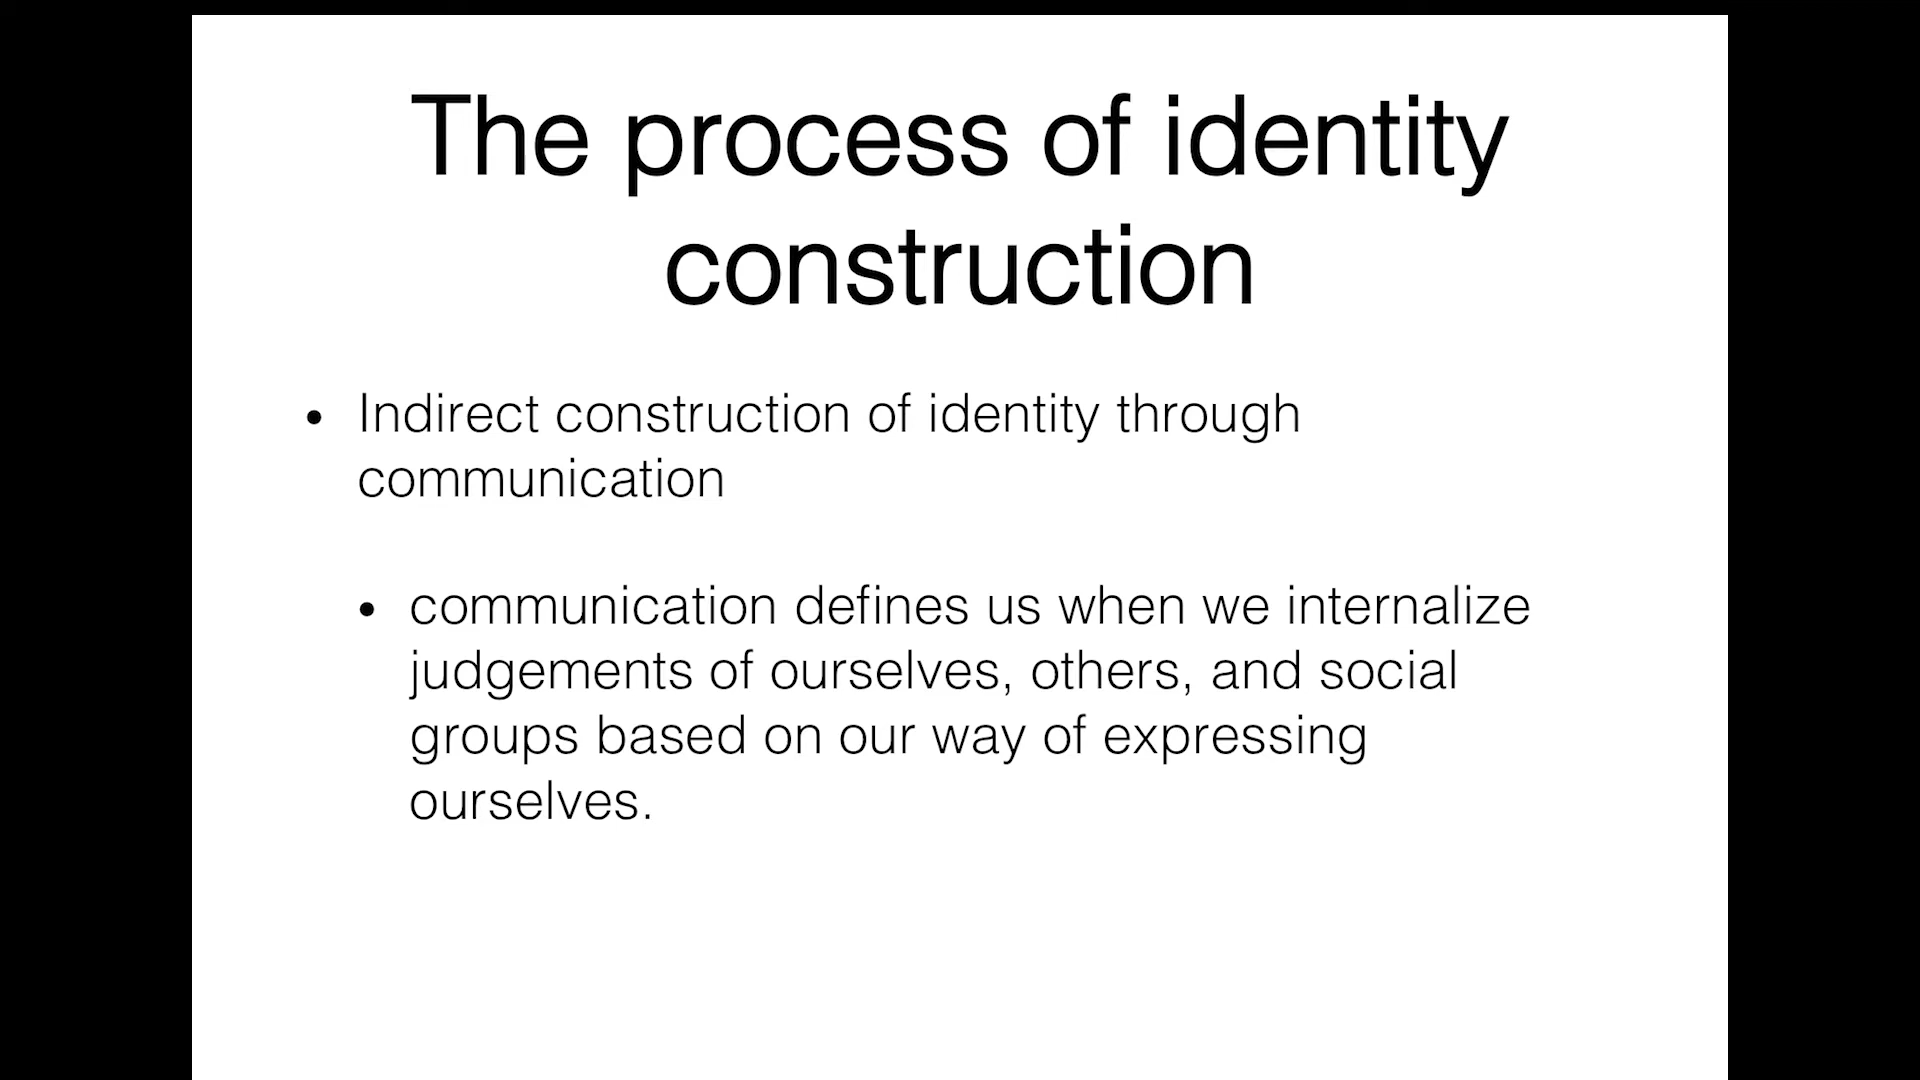 The process of identity
construction
• Indirect construction of identity through
communication
• communication defines us when we internalize
judgements of ourselves, others, and social
groups based on our way of expressing
ourselves.